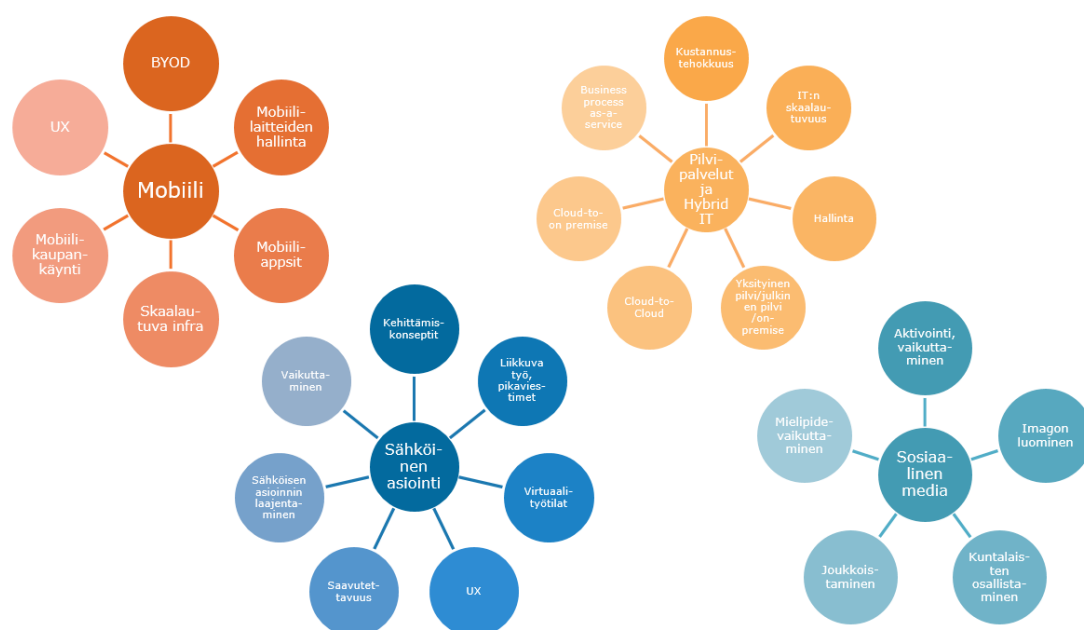 BYOD
Mobiili-
laitteiden
hallinta
Mobiili-
appsit
Skaalau-
tuva infra
Mobiili-
kaupan-
käynti
UX
Mobiili
Kustannus-
tehokkuus
IT:n
skaalau-
tuvuus
Hallinta
Yksityinen
pilvi/julkin
en pilvi
/on-
premise
Cloud-to-
Cloud
Cloud-to-
on premise
Business
process
as-a-
service
Pilvi-
palvelut
ja
Hybrid
IT
Kehittämis-
konseptit
Liikkuva
työ,
pikavies-
timet
Virtuaali-
työtilat
UX
Saavutet-
tavuus
Sähköisen
asioinnin
laajenta-
minen
Vaikutta-
minen
Sähköi-
nen
asiointi
Aktivointi,
vaikutta-
minen
Imagon
luominen
Kuntalais-
ten
osallista-
minen
Joukkois-
taminen
Mielipide-
vaikutta-
minen
Sosiaa-
linen
media